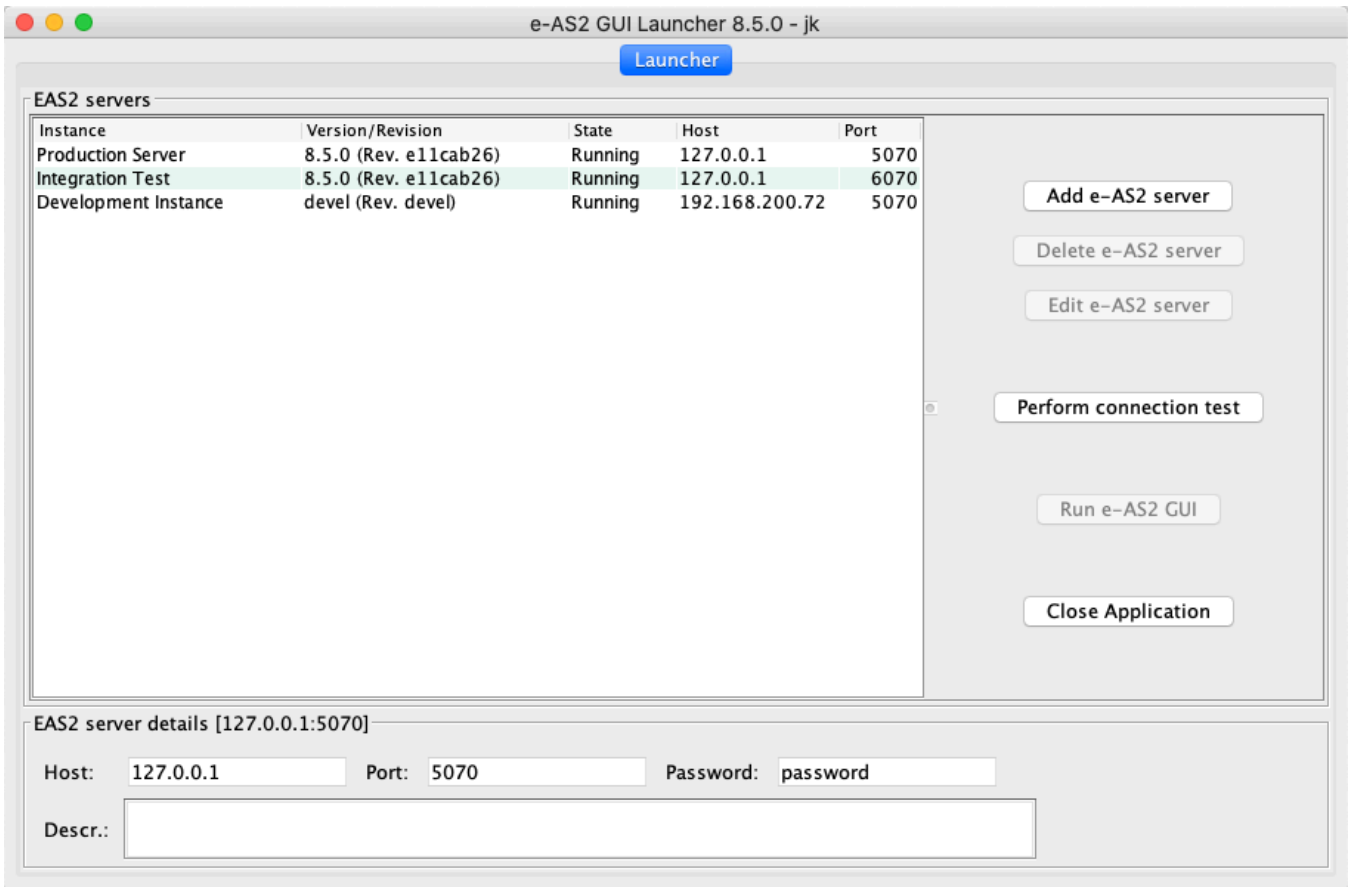 e-AS2 GUI Launcher 8.5.0 - jk
Launcher
EAS2 servers
Instance Version/Revision State Host Port
Production Server 8.5.0 (Rev. e11cab26) Running 127.0.0.1 5070
Integration Test 8.5.0 (Rev. e11cab26) Running 127.0.0.1 6070
Development Instance devel (Rev. devel) Running 192.168.200.72 5070
Add e-AS2 server
Delete e-AS2 server
Edit e-AS2 server
Perform connection test
Run e-AS2 GUI
Close Application
EAS2 server details [127.0.0.1:5070]
Host: 127.0.0.1 Port: 5070 Password: password
Descr.: